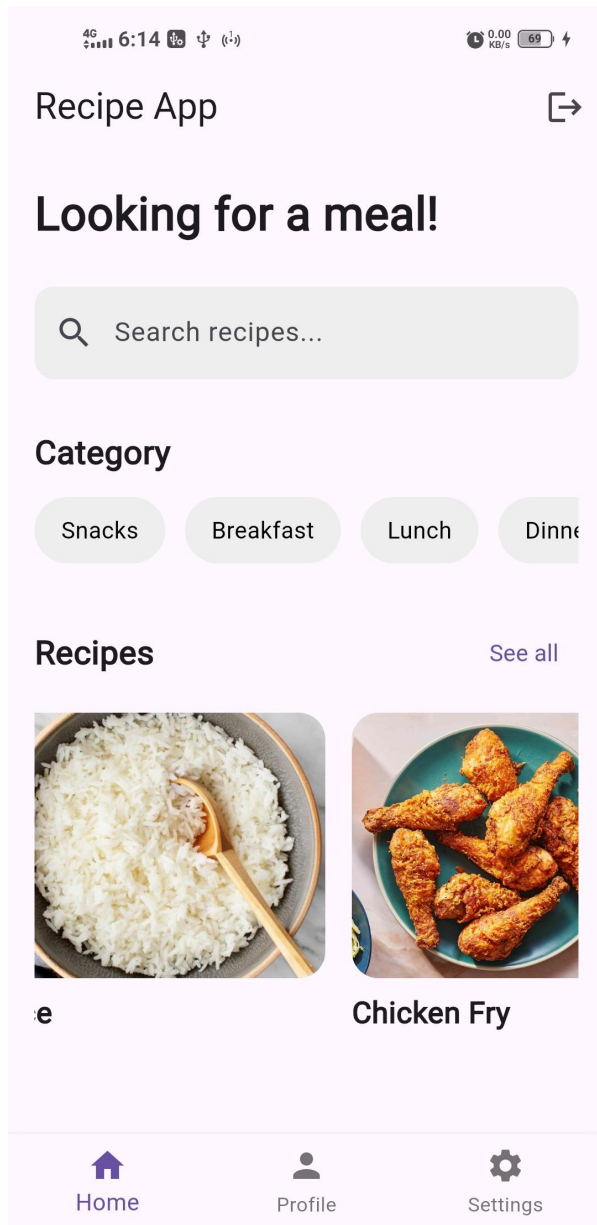 4G 6:14 0.00 KB/s 69
Recipe App
Looking for a meal!
Search recipes...
Category
Snacks Breakfast Lunch Dinne
Recipes See all
e Chicken Fry
Home Profile Settings